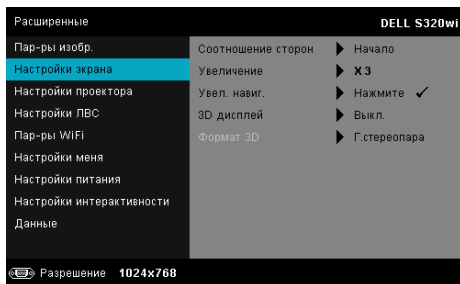 Расширенные DELL S320wi
Пар-ры изобр. Соотношение сторон Начало
Настройки экрана Увеличение X 3
Настройки проектора Увел. навиг. Нажмите ✓
Настройки ЛВС 3D дисплей Выкл.
Пар-ры WiFi Формат 3D Г.стереопара
Настройки меня
Настройки питания
Настройки интерактивности
Данные
Разрешение 1024x768